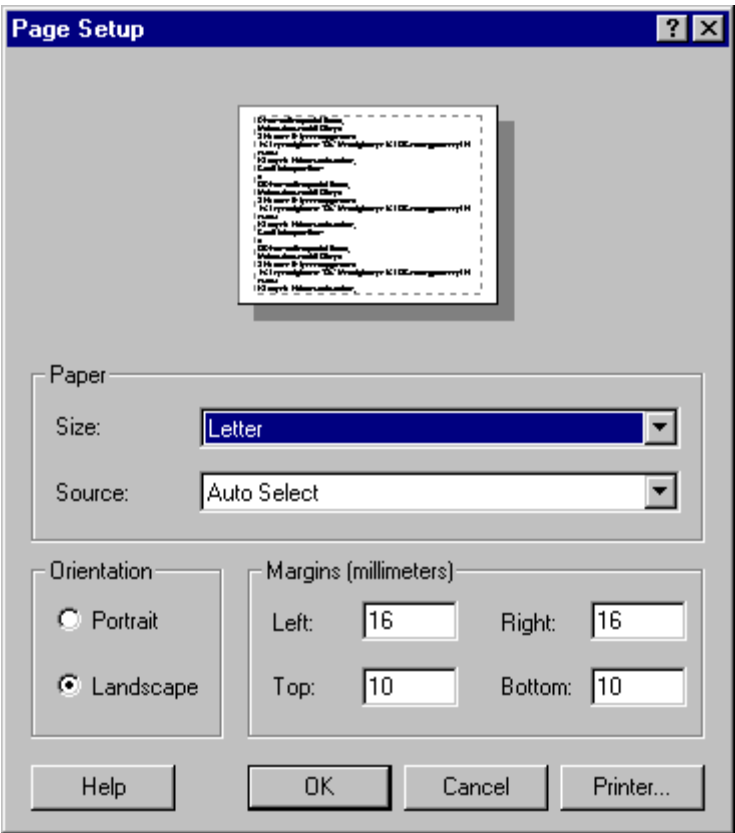 Page Setup
Paper
Size: Letter
Source: Auto Select
Orientation
Portrait
Landscape
Margins (millimeters)
Left: 16 Right: 16
Top: 10 Bottom: 10
Help OK Cancel Printer...